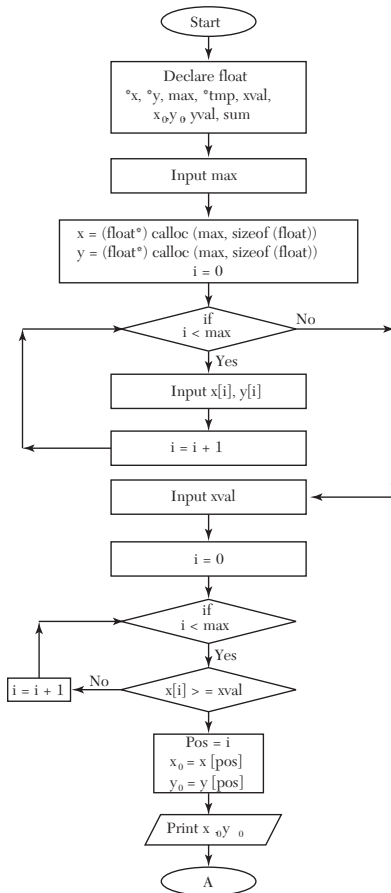 Start
Declare float
*x, *y, max, *tmp, xval,
x0,y0, yval, sum
Input max
x = (float*) calloc (max, sizeof (float))
y = (float*) calloc (max, sizeof (float))
i = 0
if
i < max
No
Yes
Input x[i], y[i]
i = i + 1
Input xval
i = 0
if
i < max
Yes
No
i = i + 1
x[i] > = xval
Pos = i
x0 = x [pos]
y0 = y [pos]
Print x ,0y 0
A